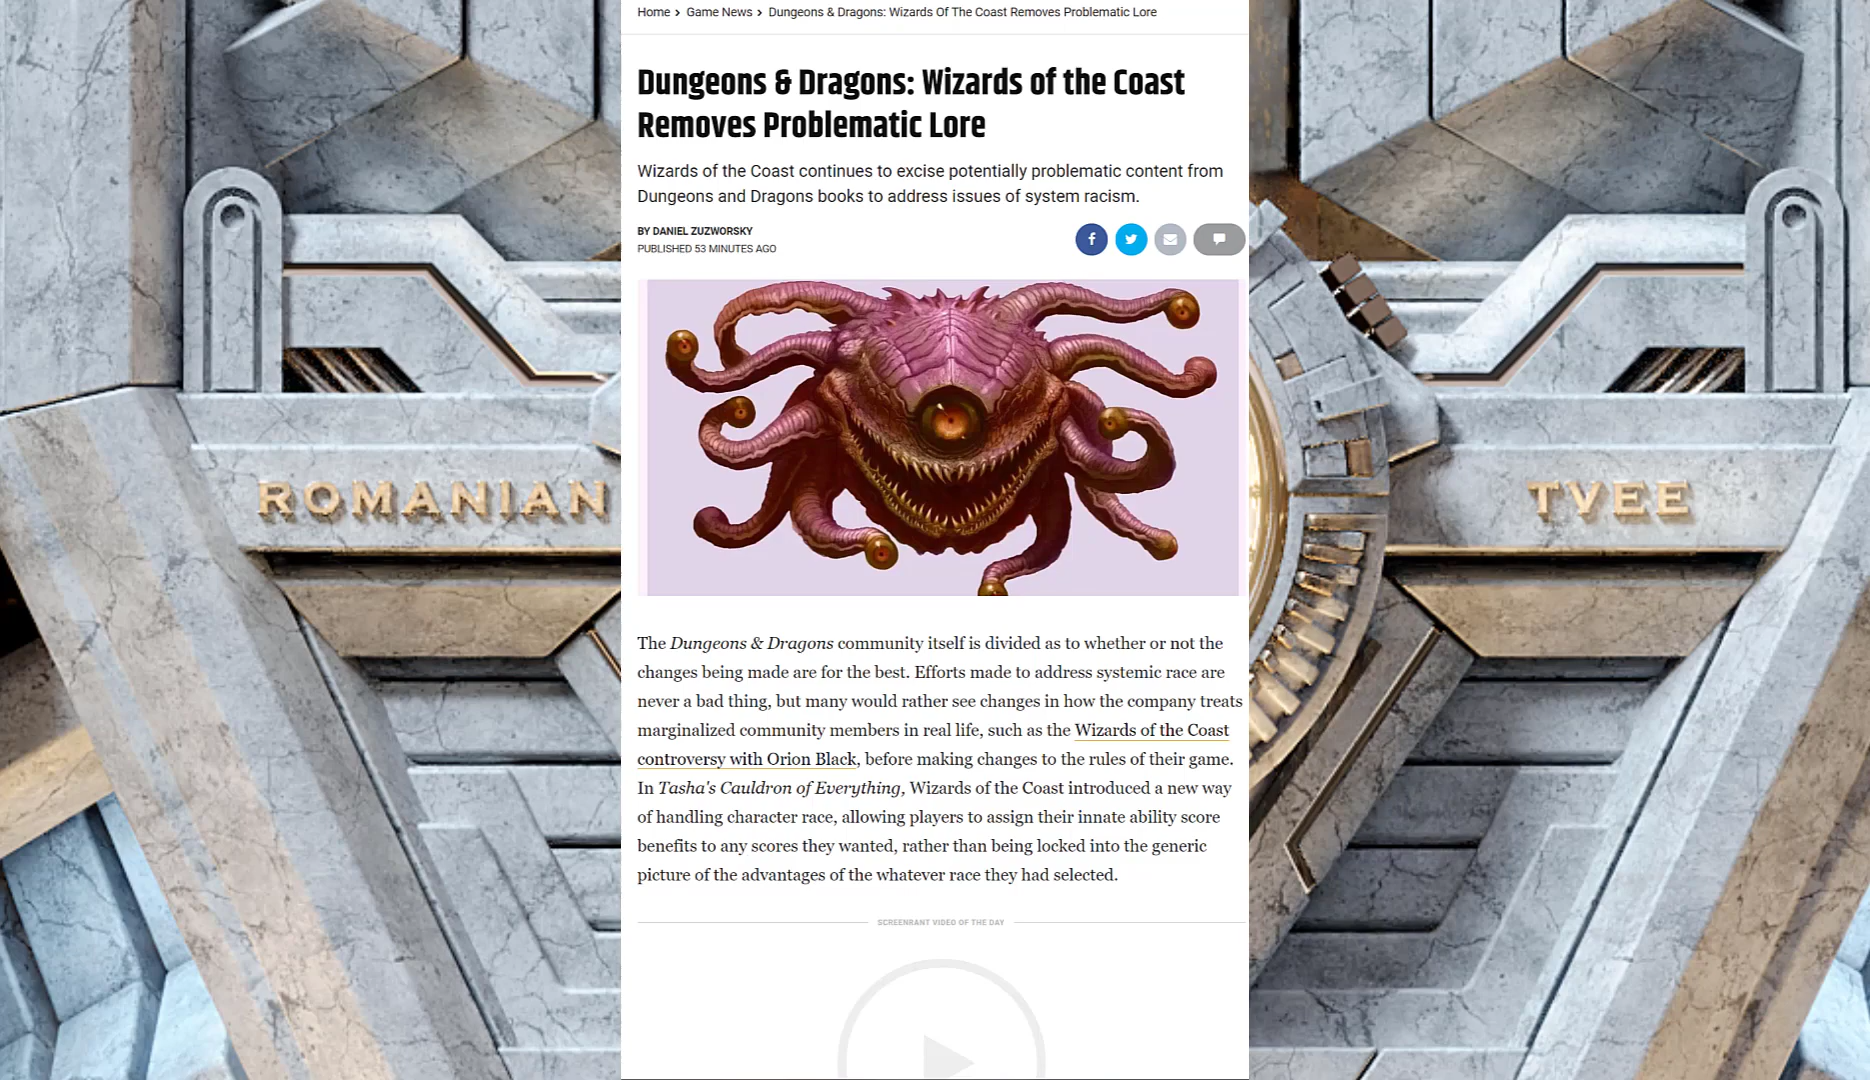 Home > Game News > Dungeons & Dragons: Wizards Of The Coast Removes Problematic Lore
Dungeons & Dragons: Wizards of the Coast
Removes Problematic Lore
Wizards of the Coast continues to excise potentially problematic content from
Dungeons and Dragons books to address issues of system racism.
BY DANIEL ZUZWORSKY
PUBLISHED 53 MINUTES AGO
ROMANIAN
TVEE
The Dungeons & Dragons community itself is divided as to whether or not the
changes being made are for the best. Efforts made to address systemic race are
never a bad thing, but many would rather see changes in how the company treats
marginalized community members in real life, such as the Wizards of the Coast
controversy with Orion Black, before making changes to the rules of their game.
In Tasha's Cauldron of Everything, Wizards of the Coast introduced a new way
of handling character race, allowing players to assign their innate ability score
benefits to any scores they wanted, rather than being locked into the generic
picture of the advantages of the whatever race they had selected.
SCREENRANT VIDEO OF THE DAY